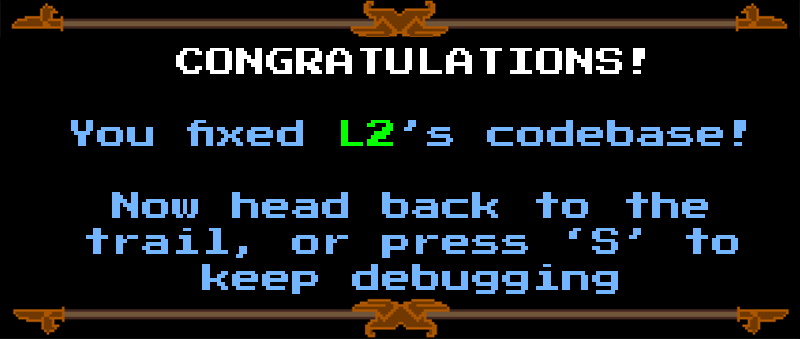 CONGRATULATIONS!
You fixed L2's codebase!
Now head back to the
trail, or press ‘S’ to
keep debugging